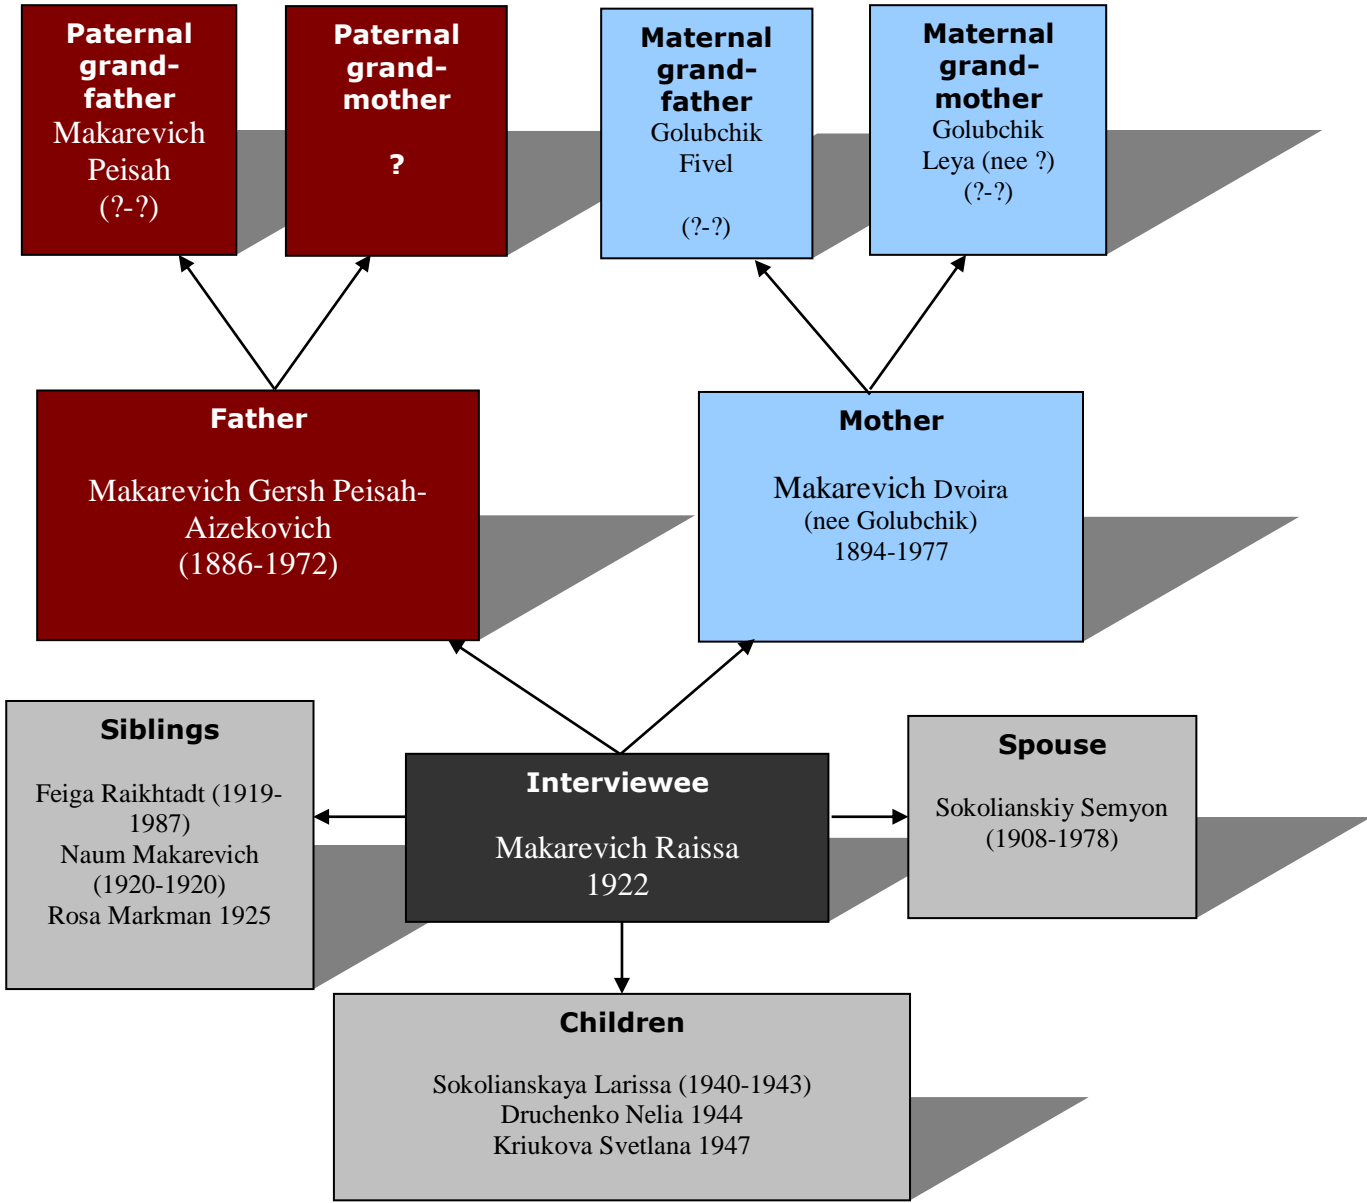 Paternal
grand-
father
Makarevich
Peisah
(?-?)
Paternal
grand-
mother
?
Maternal
grand-
father
Golubchik
Fivel
(?-?)
Maternal
grand-
mother
Golubchik
Leya (nee ?)
(?-?)
Father
Makarevich Gersh Peisah-
Aizekovich
(1886-1972)
Mother
Makarevich Dvoira
(nee Golubchik)
1894-1977
Siblings
Feiga Raikhtadt (1919-
1987)
Naum Makarevich
(1920-1920)
Rosa Markman 1925
Interviewee
Makarevich Raissa
1922
Spouse
Sokolianskiy Semyon
(1908-1978)
Children
Sokolianskaya Larissa (1940-1943)
Druchenko Nelia 1944
Kriukova Svetlana 1947